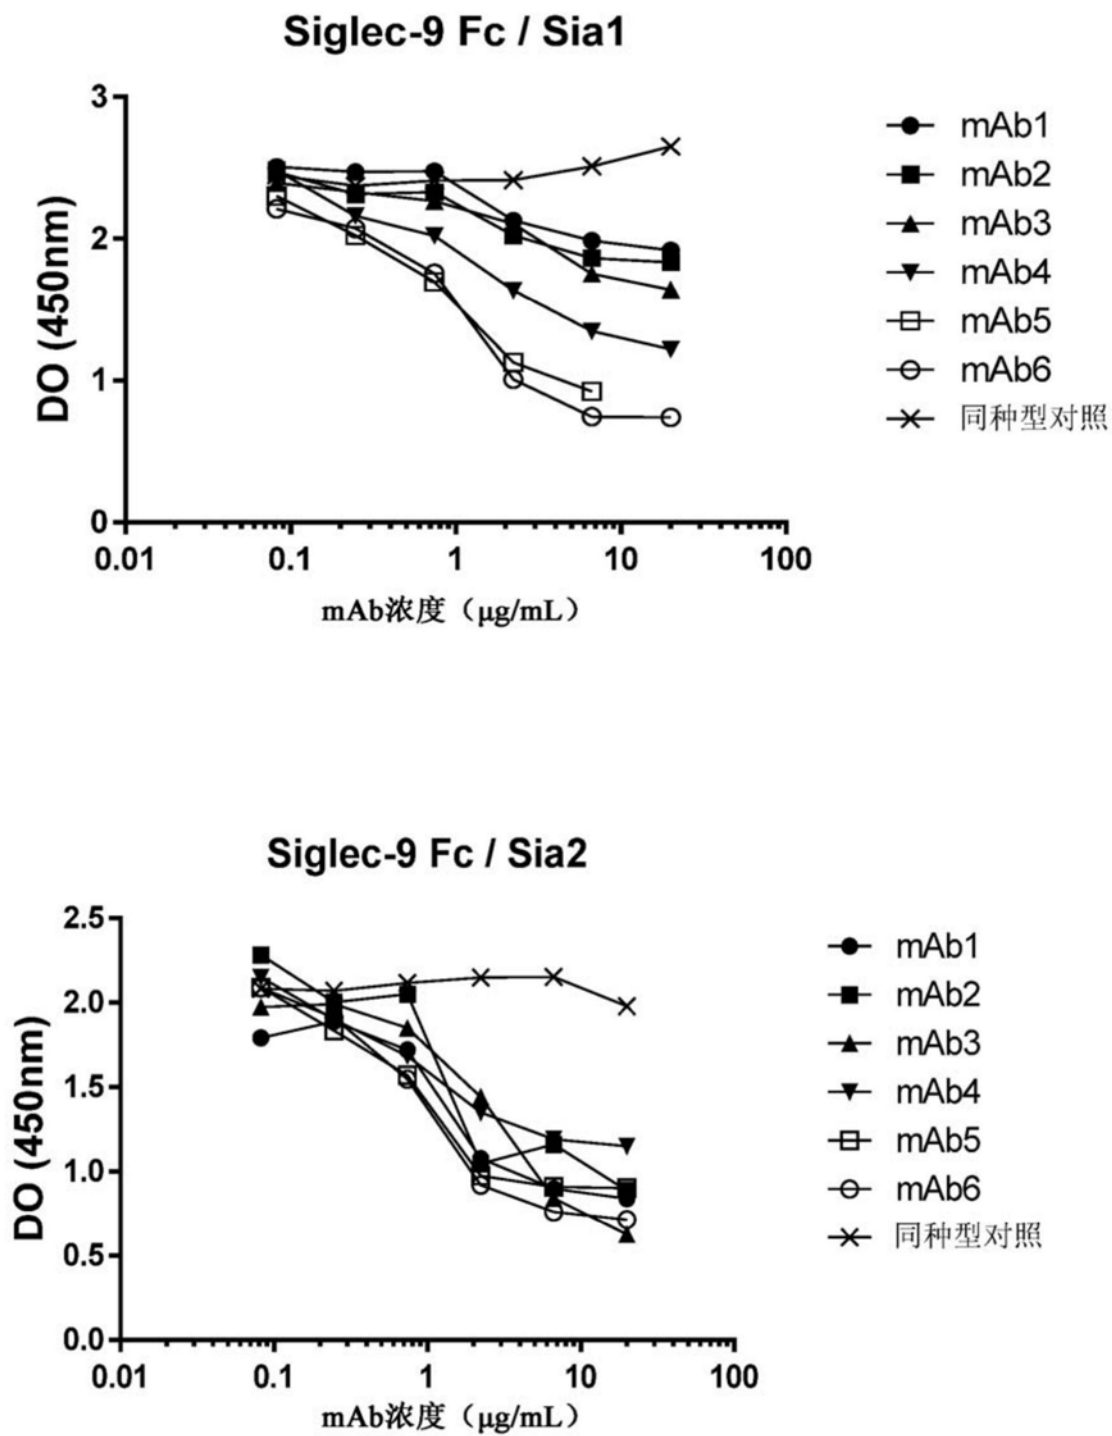 Siglec-9 Fc / Sia1
DO (450nm)
3
2
1
0
0.01
0.1
1
10
100
mAb浓度（μg/mL）
mAb1
mAb2
mAb3
mAb4
mAb5
mAb6
同种型对照
Siglec-9 Fc / Sia2
DO (450nm)
2.5
2.0
1.5
1.0
0.5
0.0
0.01
0.1
1
10
100
mAb浓度（μg/mL）
mAb1
mAb2
mAb3
mAb4
mAb5
mAb6
同种型对照